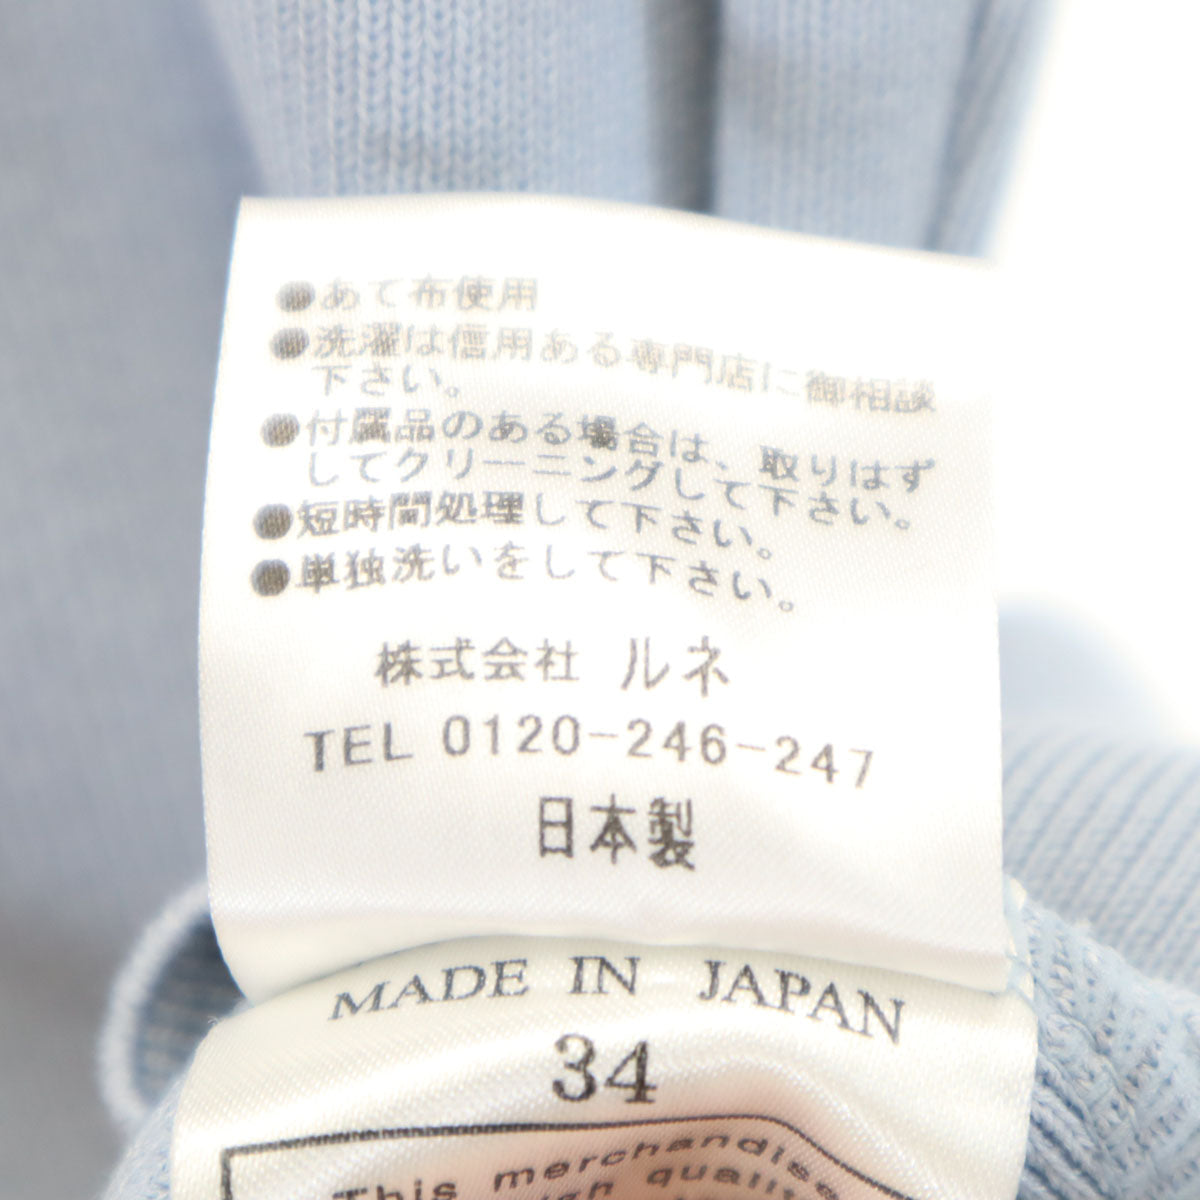 ●あて布使用
●洗濯は信用ある専門店に御相談
下さい。
●付属品のある場合は、取りはず
してクリーニングして下さい。
●短時間処理して下さい。
●単独洗いをして下さい。
株式会社 ルネ
TEL 0120-246-247
日本製
MADE IN JAPAN
34
This merchandise
high quality